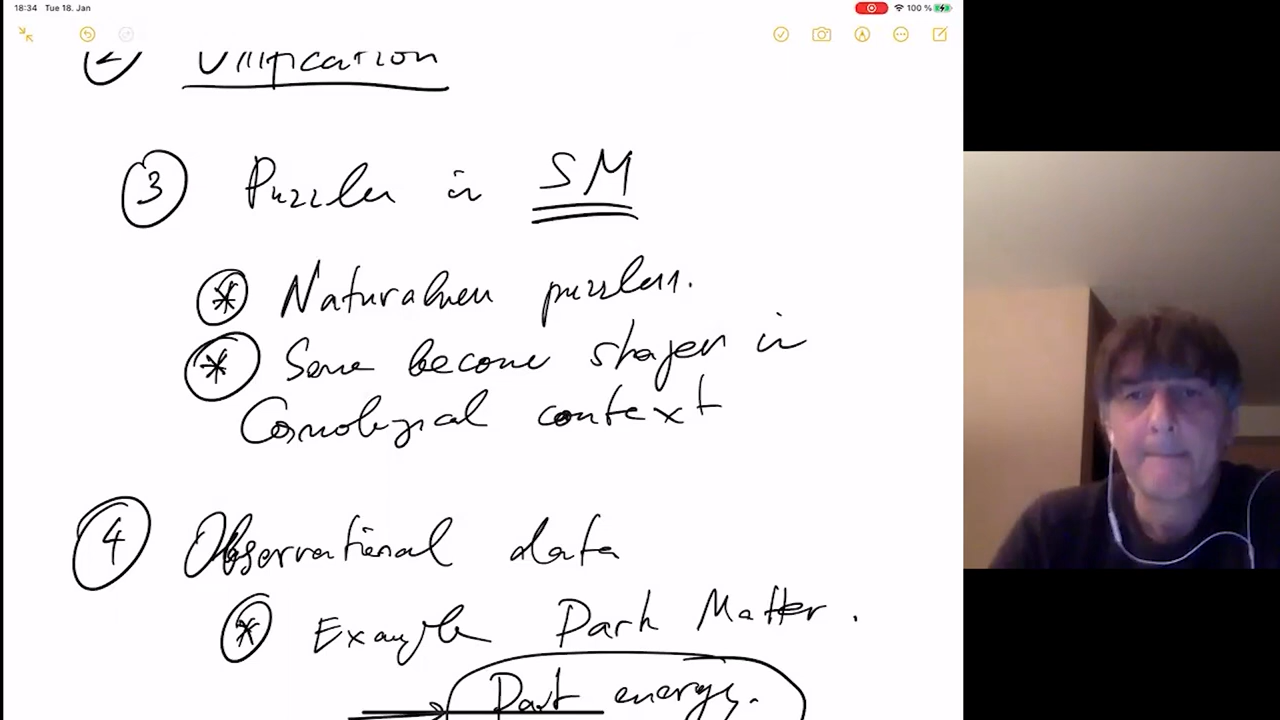 18:34 Tue 18. Jan
100 %
② Unification
③ Puzzles in SM
* Naturalness puzzles.
* Some become sharper in
Cosmological context
④ Observational data
* Example Dark Matter.
Dark energy.